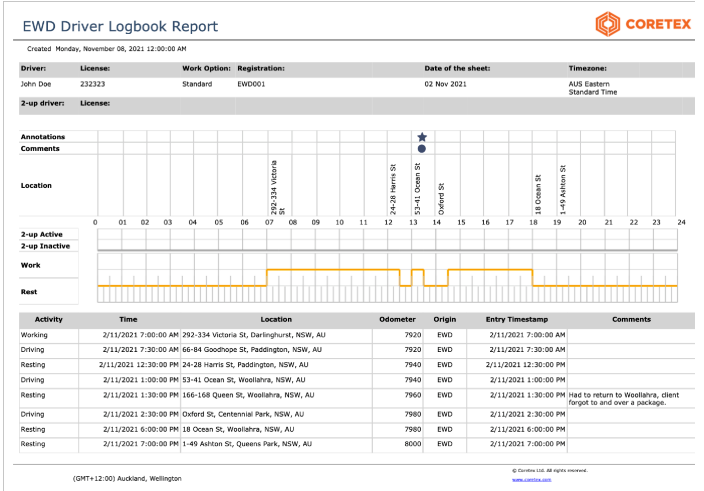 EWD Driver Logbook Report
CORETEX
Created Monday, November 08, 2021 12:00:00 AM
Driver: License: Work Option: Registration: Date of the sheet: Timezone:
John Doe 232323 Standard EWD001 02 Nov 2021 AUS Eastern
Standard Time
2-up driver: License:
Annotations
Comments
Location
292-334 Victoria
St
24-28 Harris St
53-41 Ocean St
Oxford St
18 Ocean St
1-49 Ashton St
0 01 02 03 04 05 06 07 08 09 10 11 12 13 14 15 16 17 18 19 20 21 22 23 24
2-up Active
2-up Inactive
Work
Rest
Activity Time Location Odometer Origin Entry Timestamp Comments
Working 2/11/2021 7:00:00 AM 292-334 Victoria St, Darlinghurst, NSW, AU 7920 EWD 2/11/2021 7:00:00 AM
Driving 2/11/2021 7:30:00 AM 66-84 Goodhope St, Paddington, NSW, AU 7920 EWD 2/11/2021 7:30:00 AM
Resting 2/11/2021 12:30:00 PM 24-28 Harris St, Paddington, NSW, AU 7940 EWD 2/11/2021 12:30:00 PM
Driving 2/11/2021 1:00:00 PM 53-41 Ocean St, Woollahra, NSW, AU 7940 EWD 2/11/2021 1:00:00 PM
Resting 2/11/2021 1:30:00 PM 166-168 Queen St, Woollahra, NSW, AU 7960 EWD 2/11/2021 1:30:00 PM Had to return to Woollahra, client
forgot to and over a package.
Driving 2/11/2021 2:30:00 PM Oxford St, Centennial Park, NSW, AU 7980 EWD 2/11/2021 2:30:00 PM
Resting 2/11/2021 6:00:00 PM 18 Ocean St, Woollahra, NSW, AU 7980 EWD 2/11/2021 6:00:00 PM
Resting 2/11/2021 7:00:00 PM 1-49 Ashton St, Queens Park, NSW, AU 8000 EWD 2/11/2021 7:00:00 PM
(GMT+12:00) Auckland, Wellington
© Coretex Ltd. All rights reserved.
www.coretex.com